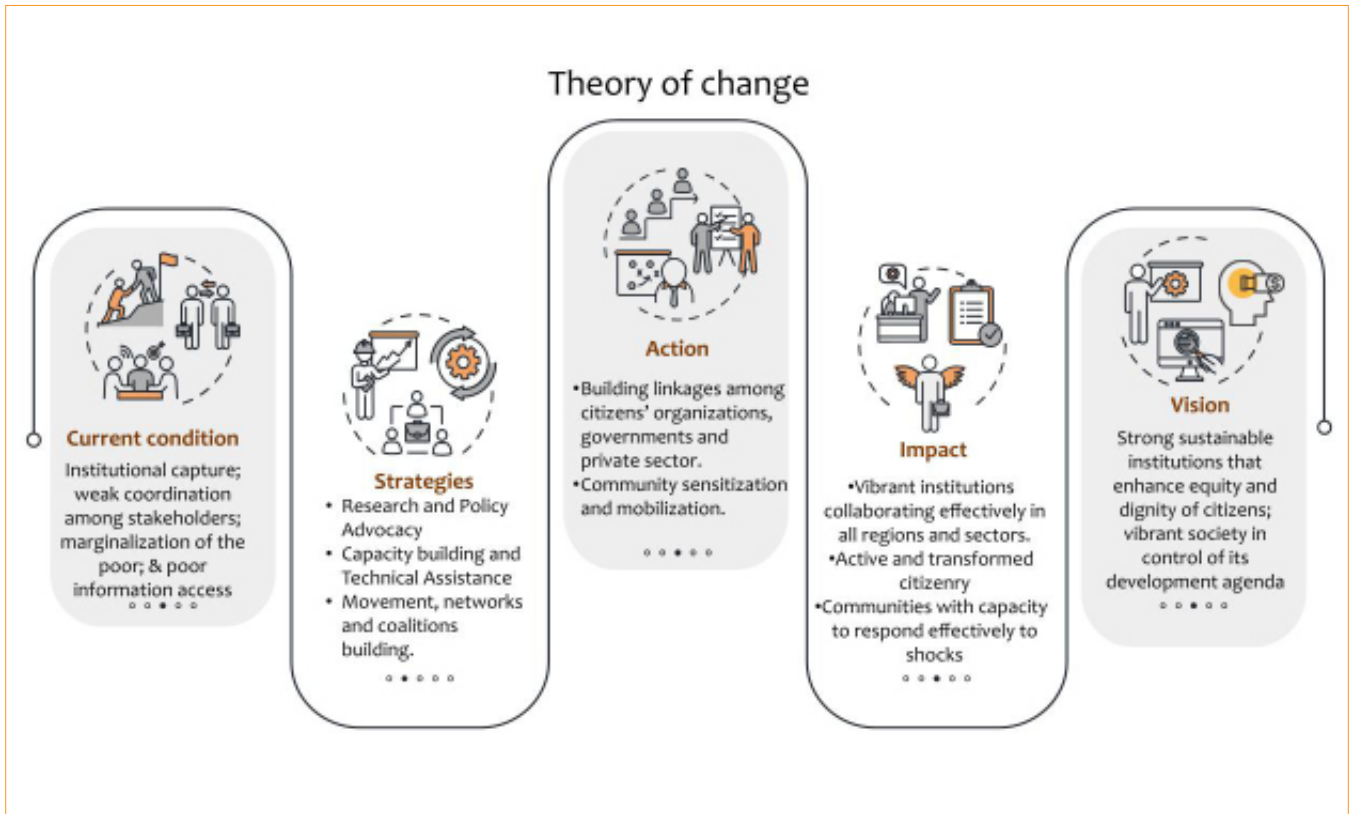 Theory of change
Current condition
Institutional capture;
weak coordination
among stakeholders;
marginalization of the
poor; & poor
information access
Strategies
• Research and Policy
Advocacy
• Capacity building and
Technical Assistance
• Movement, networks
and coalitions
building.
Action
•Building linkages among
citizens’ organizations,
governments and
private sector.
•Community sensitization
and mobilization.
Impact
•Vibrant institutions
collaborating effectively in
all regions and sectors.
•Active and transformed
citizenry
•Communities with capacity
to respond effectively to
shocks
Vision
Strong sustainable
institutions that
enhance equity and
dignity of citizens;
vibrant society in
control of its
development agenda